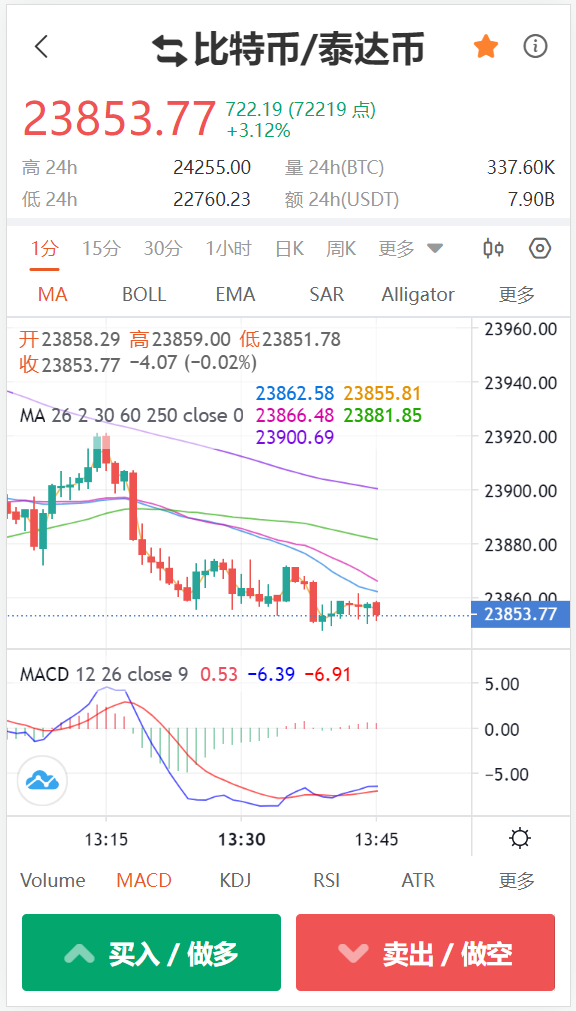 比特币/泰达币
23853.77
722.19 (72219 点)
+3.12%
高 24h 24255.00 量 24h(BTC) 337.60K
低 24h 22760.23 额 24h(USDT) 7.90B
1分 15分 30分 1小时 日K 周K 更多
MA BOLL EMA SAR Alligator 更多
开23858.29 高23859.00 低23851.78
收23853.77 −4.07 (−0.02%)
MA 26 2 30 60 250 close 0
23862.58 23855.81
23866.48 23881.85
23900.69
23960.00
23940.00
23920.00
23900.00
23880.00
23860.00
23853.77
MACD 12 26 close 9 0.53 −6.39 −6.91
5.00
0.00
−5.00
13:15 13:30 13:45
Volume MACD KDJ RSI ATR 更多
买入 / 做多 卖出 / 做空